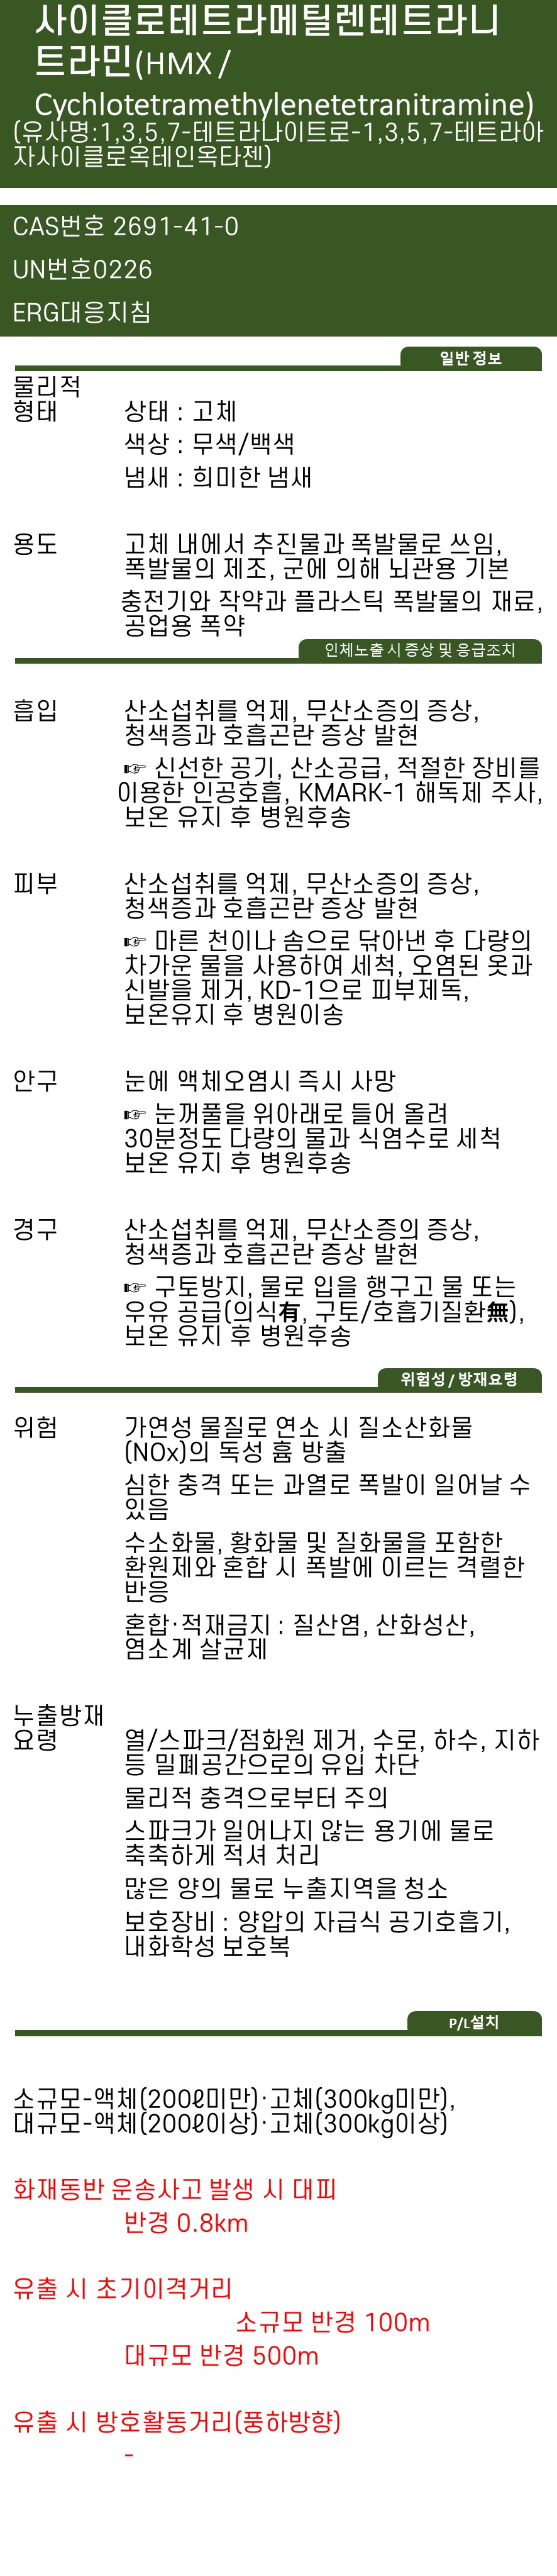 사이클로테트라메틸렌테트라니
트라민(HMX /
Cychlotetramethylenetetranitramine)
(유사명:1,3,5,7-테트라나이트로-1,3,5,7-테트라아
자사이클로옥테인옥타젠)
CAS번호 2691-41-0
UN번호0226
ERG대응지침
일반 정보
물리적
형태 상태 : 고체
색상 : 무색/백색
냄새 : 희미한 냄새
용도 고체 내에서 추진물과 폭발물로 쓰임,
폭발물의 제조, 군에 의해 뇌관용 기본
충전기와 작약과 플라스틱 폭발물의 재료,
공업용 폭약
인체노출 시 증상 및 응급조치
흡입 산소섭취를 억제, 무산소증의 증상,
청색증과 호흡곤란 증상 발현
☞ 신선한 공기, 산소공급, 적절한 장비를
이용한 인공호흡, KMARK-1 해독제 주사,
보온 유지 후 병원후송
피부 산소섭취를 억제, 무산소증의 증상,
청색증과 호흡곤란 증상 발현
☞ 마른 천이나 솜으로 닦아낸 후 다량의
차가운 물을 사용하여 세척, 오염된 옷과
신발을 제거, KD-1으로 피부제독,
보온유지 후 병원이송
안구 눈에 액체오염시 즉시 사망
☞ 눈꺼풀을 위아래로 들어 올려
30분정도 다량의 물과 식염수로 세척
보온 유지 후 병원후송
경구 산소섭취를 억제, 무산소증의 증상,
청색증과 호흡곤란 증상 발현
☞ 구토방지, 물로 입을 행구고 물 또는
우유 공급(의식有, 구토/호흡기질환無),
보온 유지 후 병원후송
위험성 / 방재요령
위험 가연성 물질로 연소 시 질소산화물
(NOx)의 독성 흄 방출
심한 충격 또는 과열로 폭발이 일어날 수
있음
수소화물, 황화물 및 질화물을 포함한
환원제와 혼합 시 폭발에 이르는 격렬한
반응
혼합·적재금지 : 질산염, 산화성산,
염소계 살균제
누출방재
요령 열/스파크/점화원 제거, 수로, 하수, 지하
등 밀폐공간으로의 유입 차단
물리적 충격으로부터 주의
스파크가 일어나지 않는 용기에 물로
축축하게 적셔 처리
많은 양의 물로 누출지역을 청소
보호장비 : 양압의 자급식 공기호흡기,
내화학성 보호복
P/L설치
소규모-액체(200ℓ미만)·고체(300kg미만),
대규모-액체(200ℓ이상)·고체(300kg이상)
화재동반 운송사고 발생 시 대피
반경 0.8km
유출 시 초기이격거리
소규모 반경 100m
대규모 반경 500m
유출 시 방호활동거리(풍하방향)
-